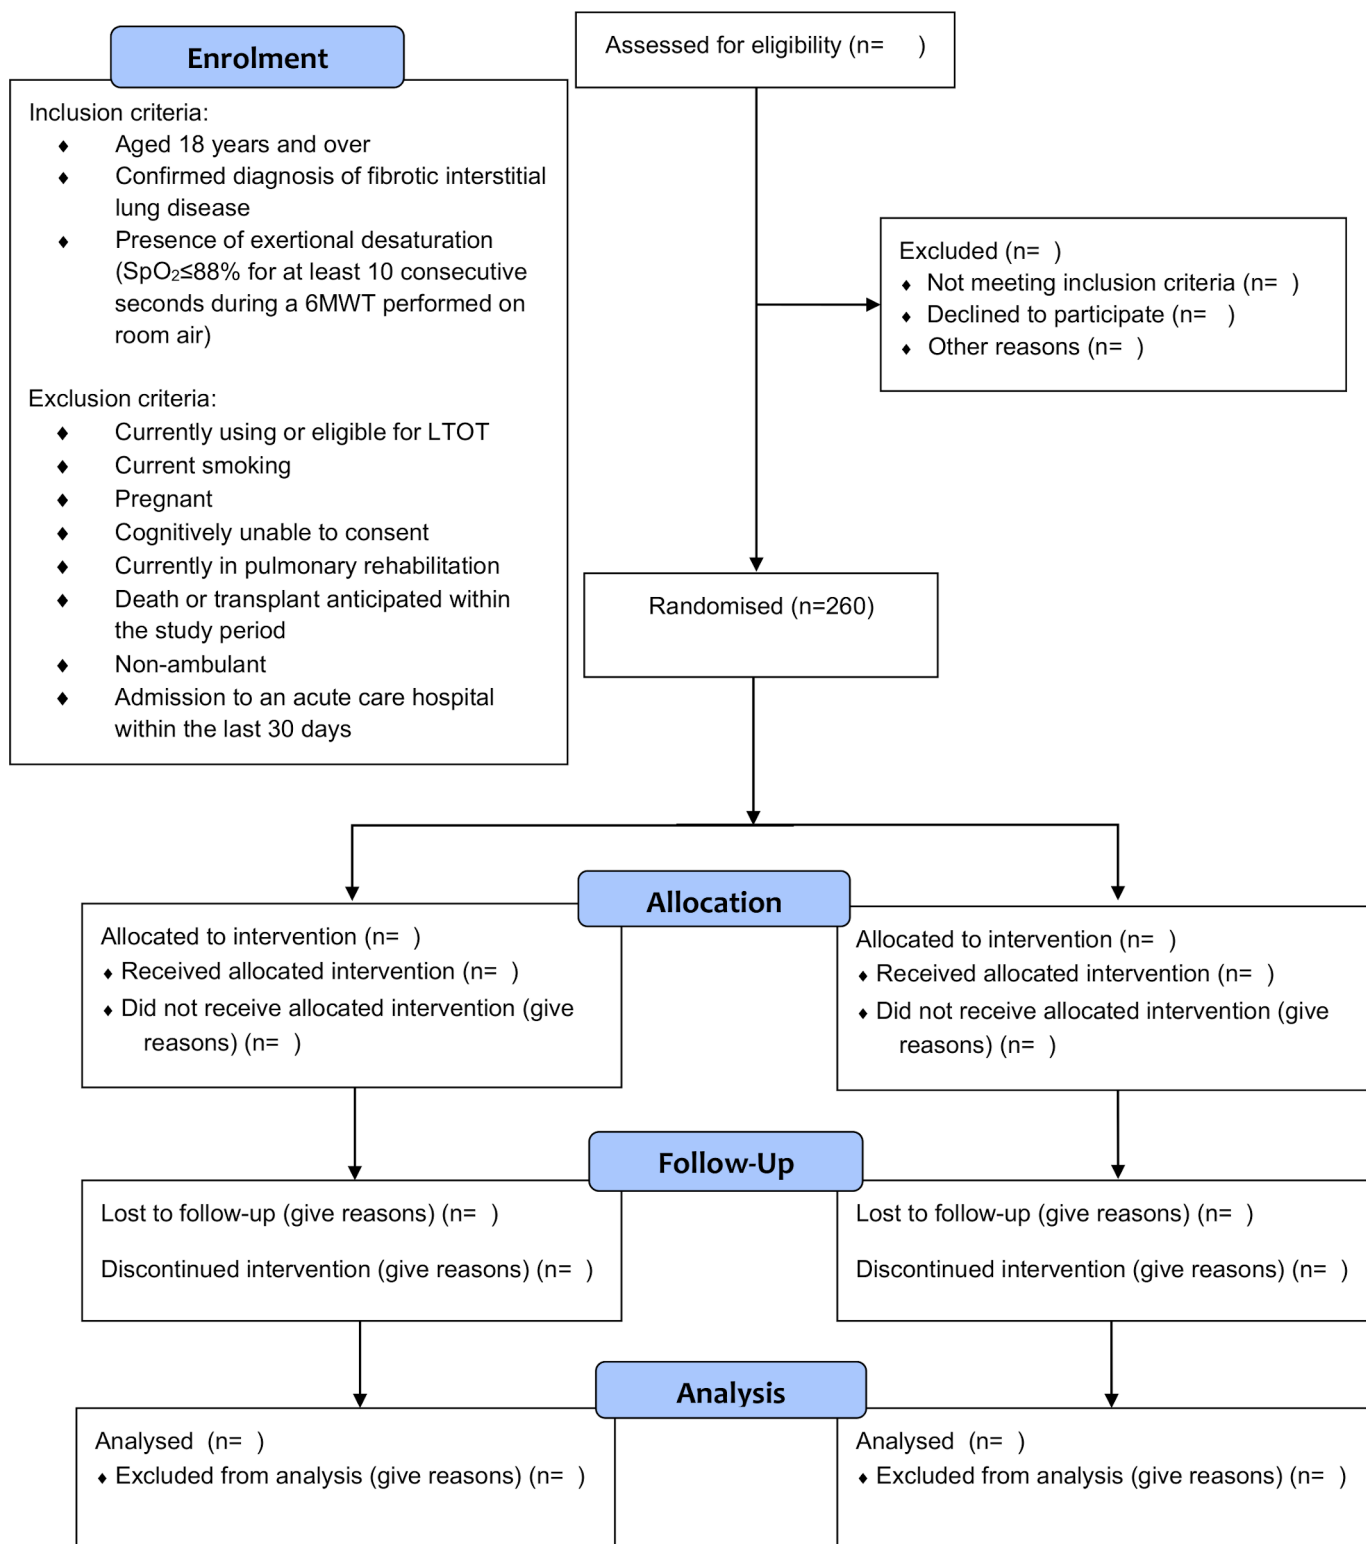 Enrolment
Assessed for eligibility (n=    )
Inclusion criteria:
♦ Aged 18 years and over
♦ Confirmed diagnosis of fibrotic interstitial
lung disease
♦ Presence of exertional desaturation
(SpO₂≤88% for at least 10 consecutive
seconds during a 6MWT performed on
room air)
Exclusion criteria:
♦ Currently using or eligible for LTOT
♦ Current smoking
♦ Pregnant
♦ Cognitively unable to consent
♦ Currently in pulmonary rehabilitation
♦ Death or transplant anticipated within
the study period
♦ Non-ambulant
♦ Admission to an acute care hospital
within the last 30 days
Excluded (n=  )
♦ Not meeting inclusion criteria (n=  )
♦ Declined to participate (n=   )
♦ Other reasons (n=  )
Randomised (n=260)
Allocation
Allocated to intervention (n=  )
♦ Received allocated intervention (n=  )
♦ Did not receive allocated intervention (give
reasons) (n=  )
Allocated to intervention (n=  )
♦ Received allocated intervention (n=  )
♦ Did not receive allocated intervention (give
reasons) (n=  )
Follow-Up
Lost to follow-up (give reasons) (n=  )
Discontinued intervention (give reasons) (n=  )
Lost to follow-up (give reasons) (n=  )
Discontinued intervention (give reasons) (n=  )
Analysis
Analysed  (n=  )
♦ Excluded from analysis (give reasons) (n=  )
Analysed  (n=  )
♦ Excluded from analysis (give reasons) (n=  )